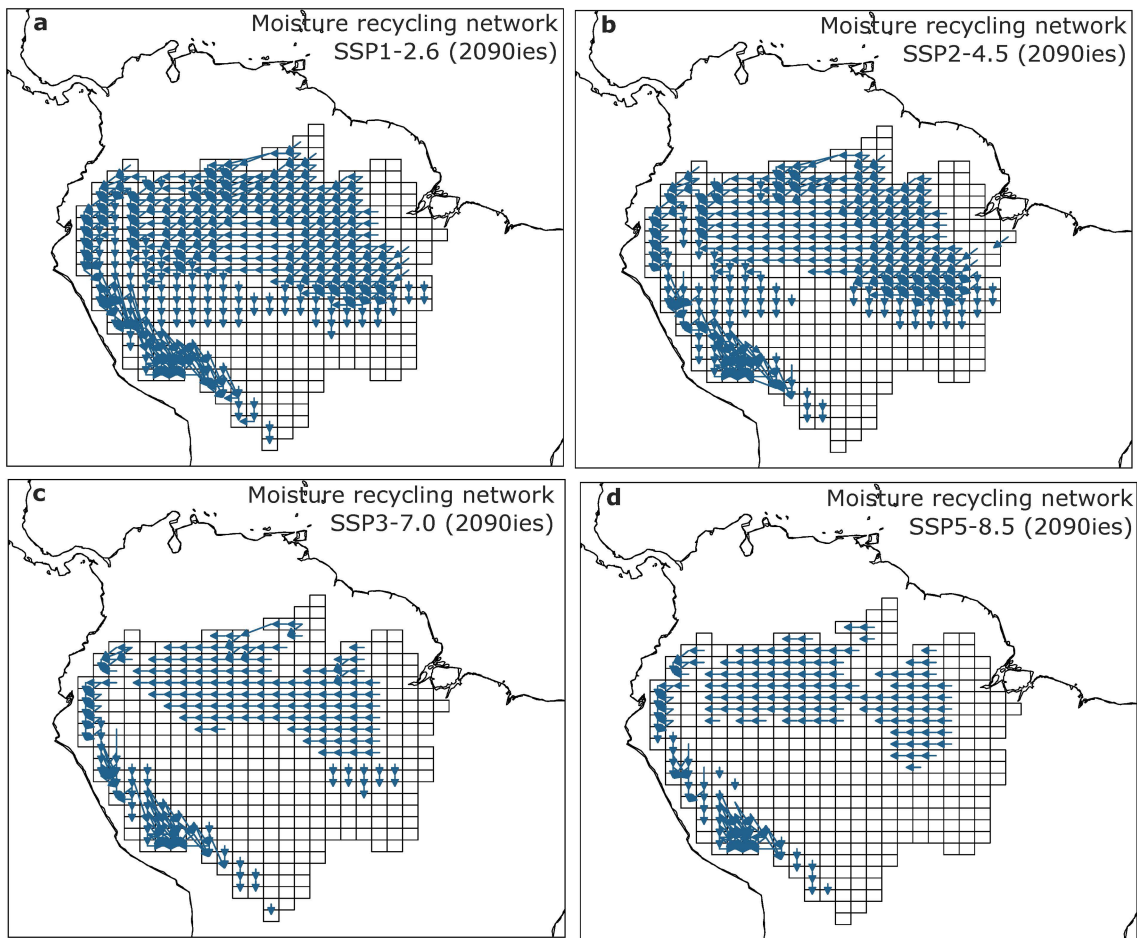 a
Moisture recycling network
SSP1-2.6 (2090ies)
b
Moisture recycling network
SSP2-4.5 (2090ies)
c
Moisture recycling network
SSP3-7.0 (2090ies)
d
Moisture recycling network
SSP5-8.5 (2090ies)